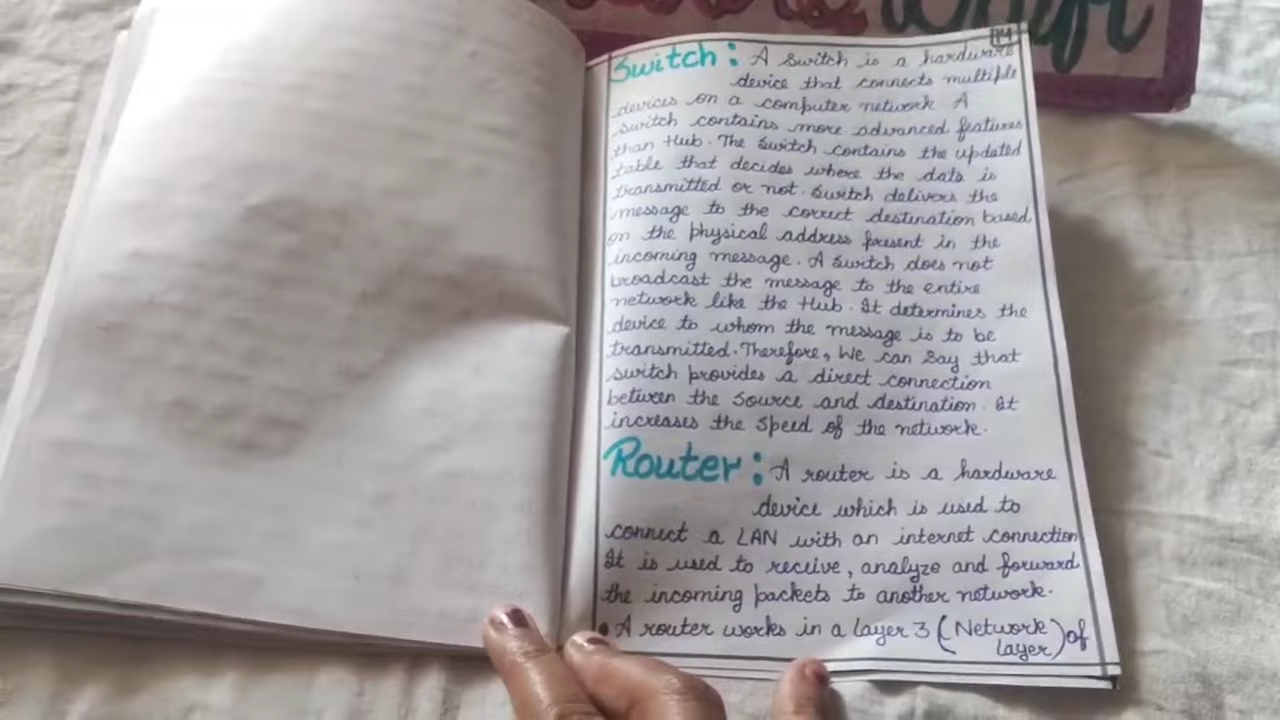 14
Switch : A Switch is a hardware
device that connects multiple
devices on a computer network A
Switch contains more advanced features
than Hub. The Switch contains the updated
table that decides where the data is
transmitted or not. Switch delivers the
message to the correct destination based
on the physical address present in the
incoming message. A Switch does not
broadcast the message to the entire
network like the Hub. It determines the
device to whom the message is to be
transmitted. Therefore, We can Say that
switch provides a direct connection
between the Source and destination. It
increases the Speed of the network.
Router : A router is a hardware
device which is used to
connect a LAN with an internet connection
It is used to receive, analyze and forward
the incoming packets to another network.
• A router works in a layer 3 (Network
layer) of